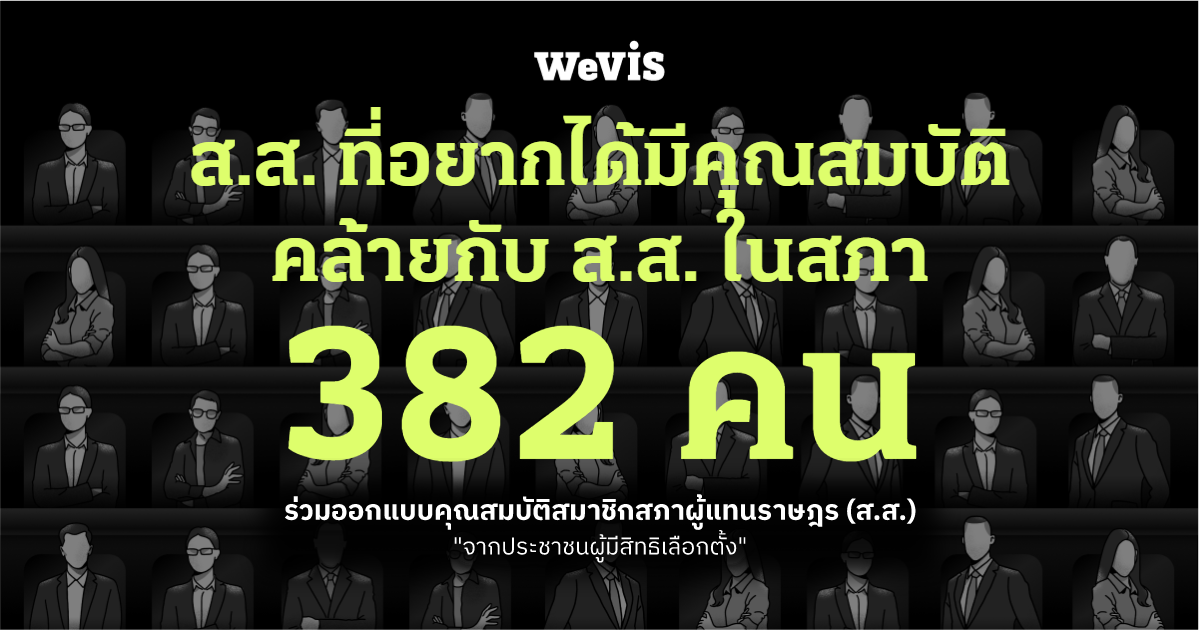 WeVIS
ส.ส. ที่อยากได้มีคุณสมบัติ
คล้ายกับ ส.ส. ในสภา
382 คน
ร่วมออกแบบคุณสมบัติสมาชิกสภาผู้แทนราษฎร (ส.ส.)
"จากประชาชนผู้มีสิทธิเลือกตั้ง"